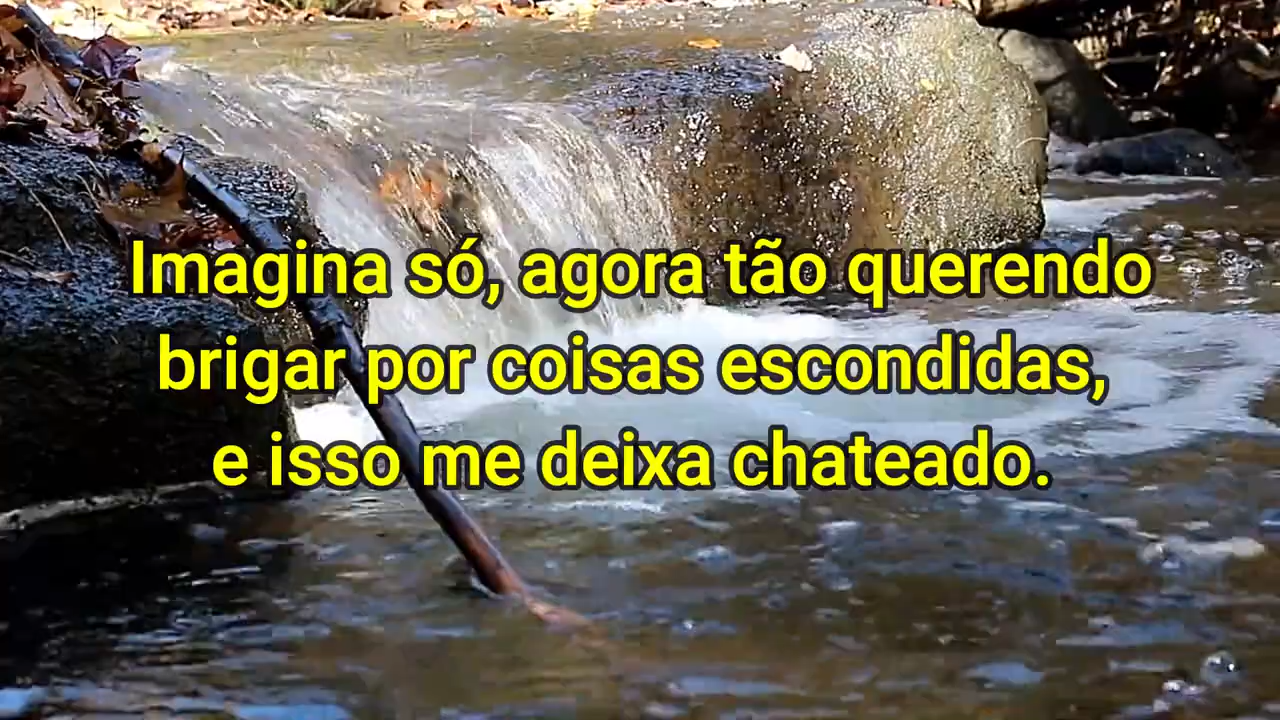 Imagina só, agora tão querendo
brigar por coisas escondidas,
e isso me deixa chateado.